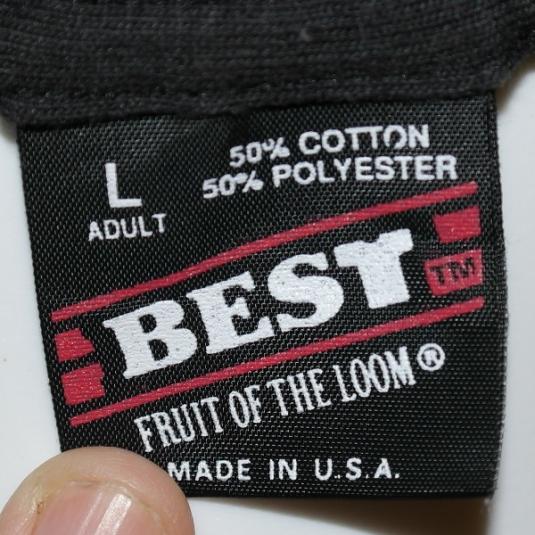 L
ADULT
50% COTTON
50% POLYESTER
BEST TM
FRUIT OF THE LOOM®
MADE IN U.S.A.